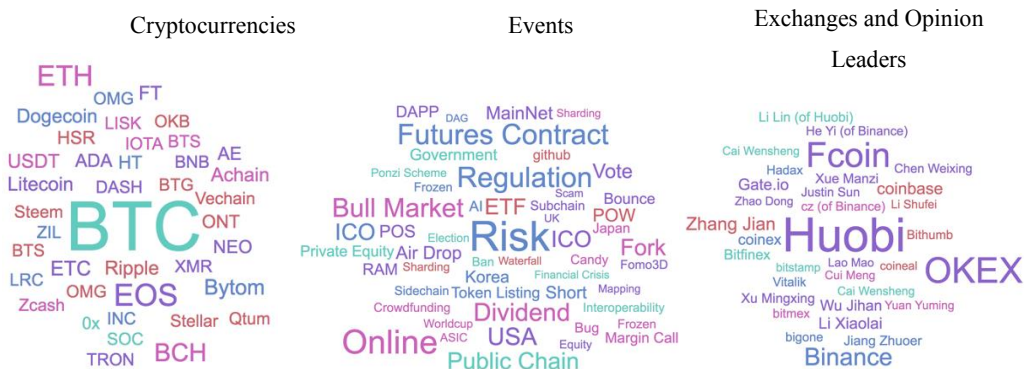 Cryptocurrencies
ETH
OMG FT
Dogecoin LISK OKB
HSR IOTA BTS
USDT ADA HT BNB AE
Achain
Litecoin DASH BTG
Vechain
Steem BTC ONT
ZIL
BTS NEO
ETC Ripple XMR
LRC
OMG EOS Bytom
Zcash
0x INC Stellar Qtum
SOC
TRON BCH
Events
DAPP DAG MainNet Sharding
Futures Contract
Government github
Ponzi Scheme Regulation Vote
Frozen
Scam
Bull Market AI ETF Subchain Bounce
UK POW
ICO POS Risk ICO Japan
Election
Private Equity Air Drop Fork
Ban Waterfall Candy Fomo3D
RAM Sharding Korea Financial Crisis
Sidechain Token Listing Short Mapping
Crowdfunding Dividend Interoperability
Worldcup Bug Frozen
Online ASIC USA Equity Margin Call
Public Chain
Exchanges and Opinion
Leaders
Li Lin (of Huobi)
He Yi (of Binance)
Cai Wensheng Fcoin
Hadax Xue Manzi Chen Weixing
Gate.io Justin Sun coinbase
Zhao Dong cz (of Binance) Li Shufei
Zhang Jian Huobi Bithumb
coinex
Bitfinex
bitstamp Lao Mao coineal OKEX
Vitalik Cui Meng
Cai Wensheng
Xu Mingxing Wu Jihan Yuan Yuming
bitmex Li Xiaolai
bigone Jiang Zhuoer
Binance